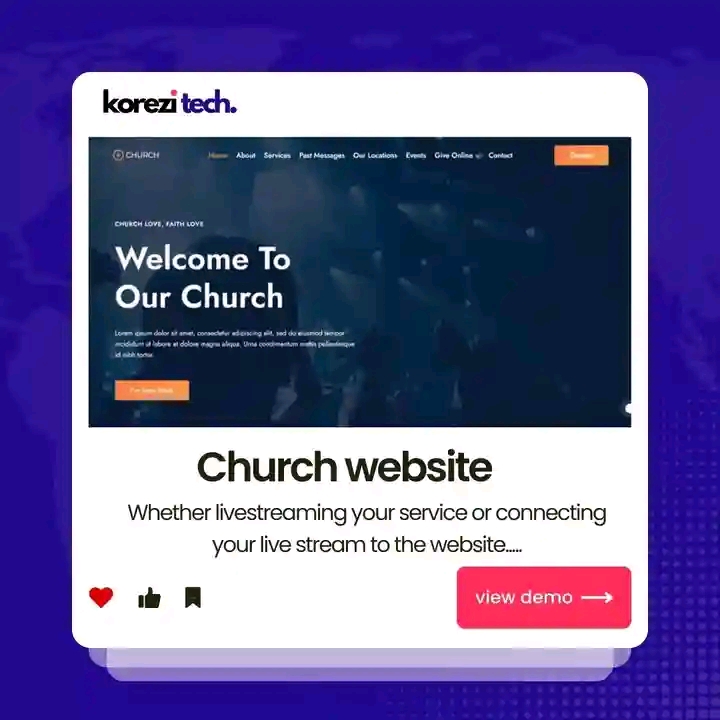 korezi tech.
CHURCH
Home About Services Past Messages Our Locations Events Give Online Contact
CHURCH LOVE, FAITH LOVE
Welcome To
Our Church
Lorem ipsum dolor sit amet, consectetur adipiscing elit, sed do eiusmod tempor
incididunt ut labore et dolore magna aliqua. Urna condimentum mattis pellentesque
id nibh tortor.
Church website
Whether livestreaming your service or connecting
your live stream to the website.....
view demo